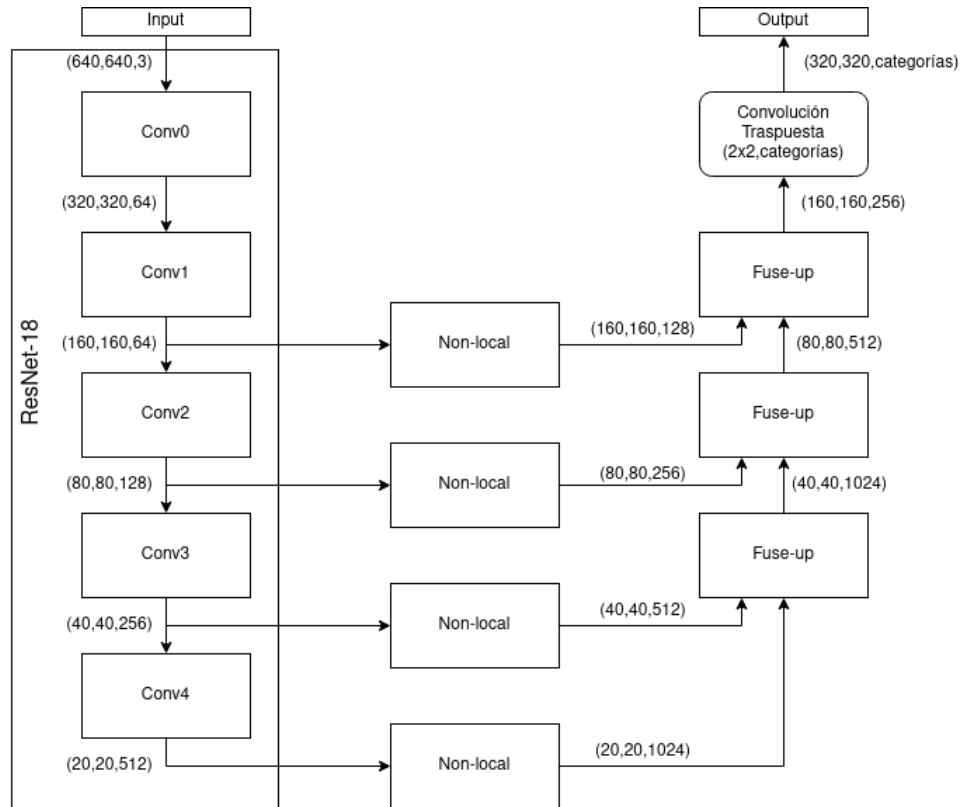 Input
Output
(640,640,3)
(320,320,categorías)
Conv0
Convolución
Traspuesta
(2x2,categorías)
(320,320,64)
(160,160,256)
Conv1
Fuse-up
ResNet-18
(160,160,64)
Non-local
(160,160,128)
(80,80,512)
Conv2
Fuse-up
(80,80,128)
Non-local
(80,80,256)
(40,40,1024)
Conv3
Fuse-up
(40,40,256)
Non-local
(40,40,512)
Conv4
(20,20,512)
Non-local
(20,20,1024)